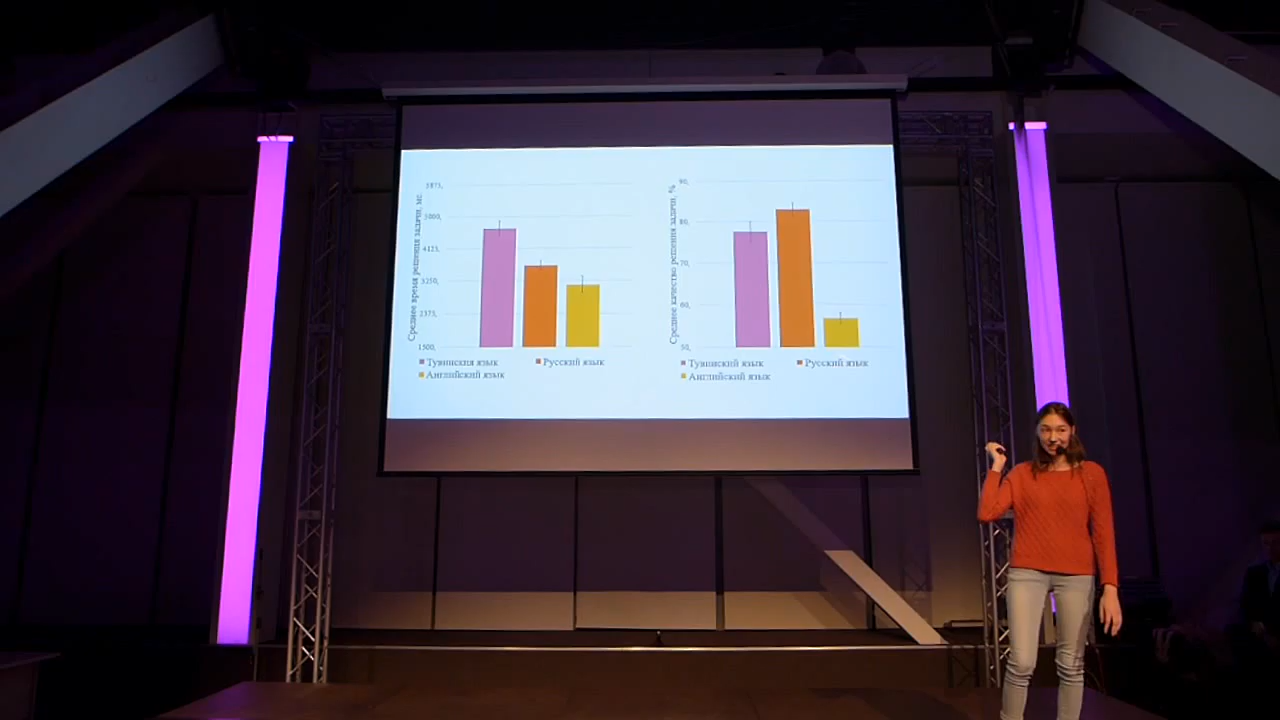 Среднее время решения задачи, мс
5875,
5000,
4125,
3250,
2375,
1500,
Тувинский язык
Русский язык
Английский язык
Среднее качество решения задачи, %
90,
80,
70,
60,
50,
Тувинский язык
Русский язык
Английский язык